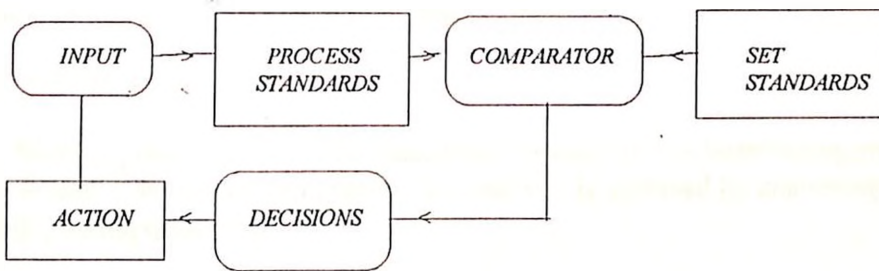 INPUT
PROCESS
STANDARDS
COMPARATOR
SET
STANDARDS
ACTION
DECISIONS